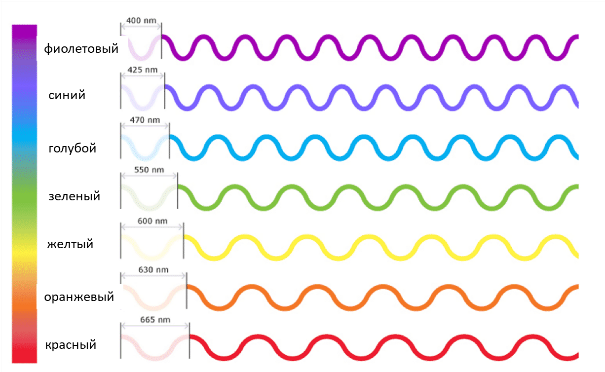 400 nm
фиолетовый
425 nm
синий
470 nm
голубой
550 nm
зеленый
600 nm
желтый
630 nm
оранжевый
665 nm
красный